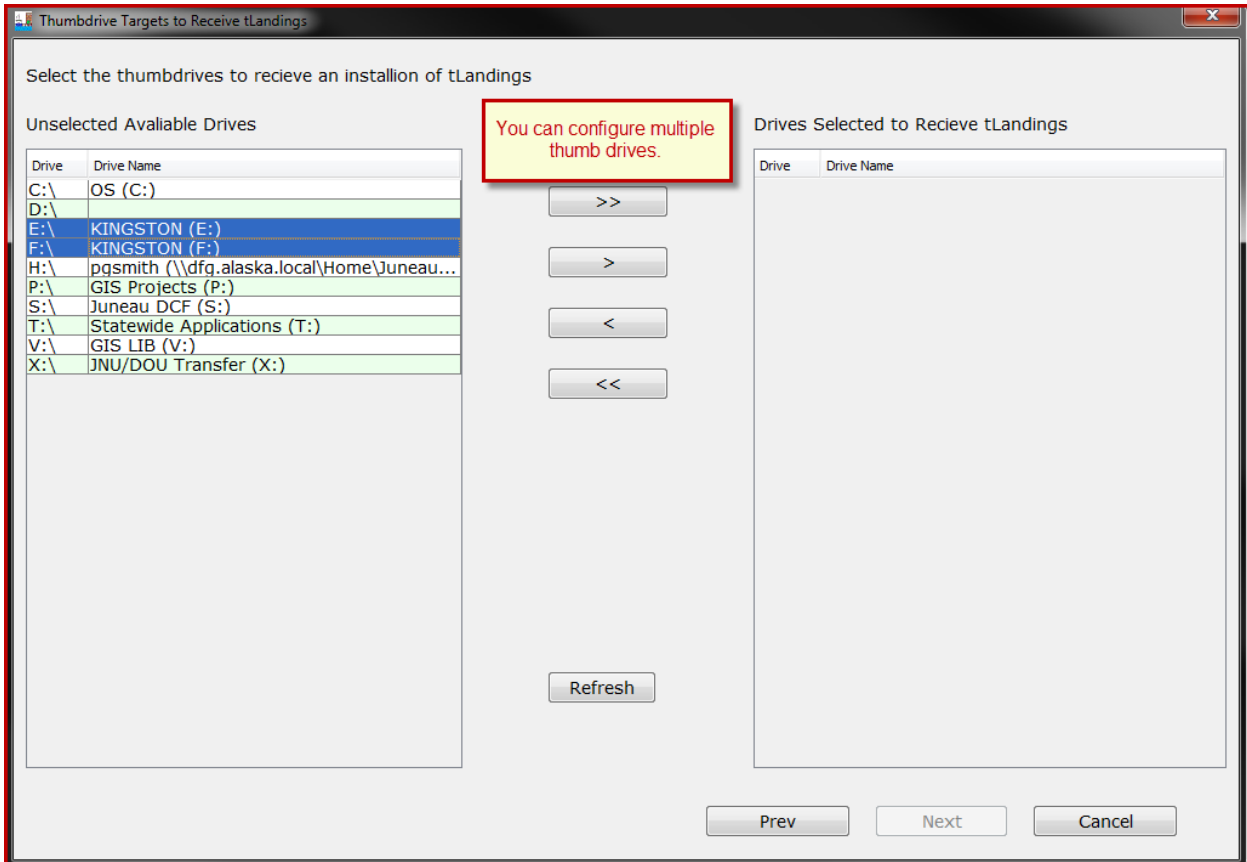 Thumbdrive Targets to Receive tLandings
X
Select the thumbdrives to recieve an installion of tLandings
Unselected Avaliable Drives
You can configure multiple
thumb drives.
Drives Selected to Recieve tLandings
Drive Drive Name
C:\ OS (C:)
D:\
E:\ KINGSTON (E:)
F:\ KINGSTON (F:)
H:\ pgsmith (\\dfg.alaska.local\Home\Juneau...
P:\ GIS Projects (P:)
S:\ Juneau DCF (S:)
T:\ Statewide Applications (T:)
V:\ GIS LIB (V:)
X:\ JNU/DOU Transfer (X:)
>>
>
<
<<
Refresh
Drive Drive Name
Prev Next Cancel